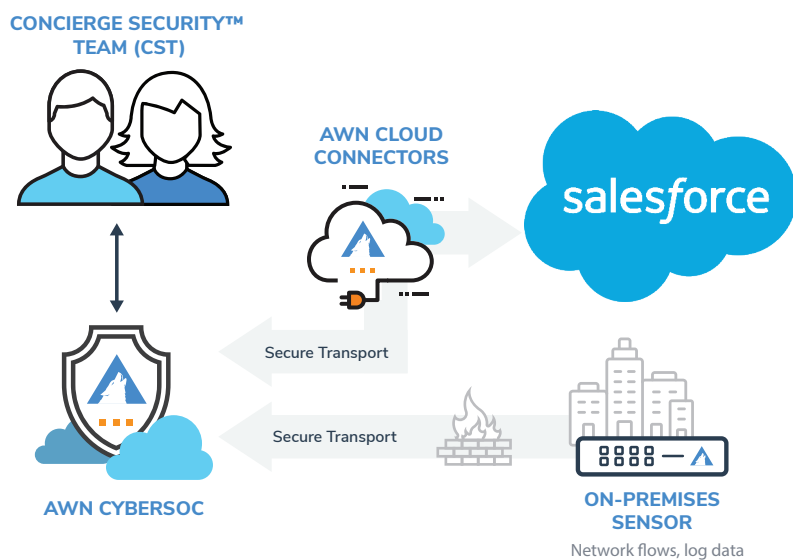 CONCIERGE SECURITY™
TEAM (CST)
AWN CLOUD
CONNECTORS
salesforce
Secure Transport
Secure Transport
AWN CYBERSOC
ON-PREMISES
SENSOR
Network flows, log data